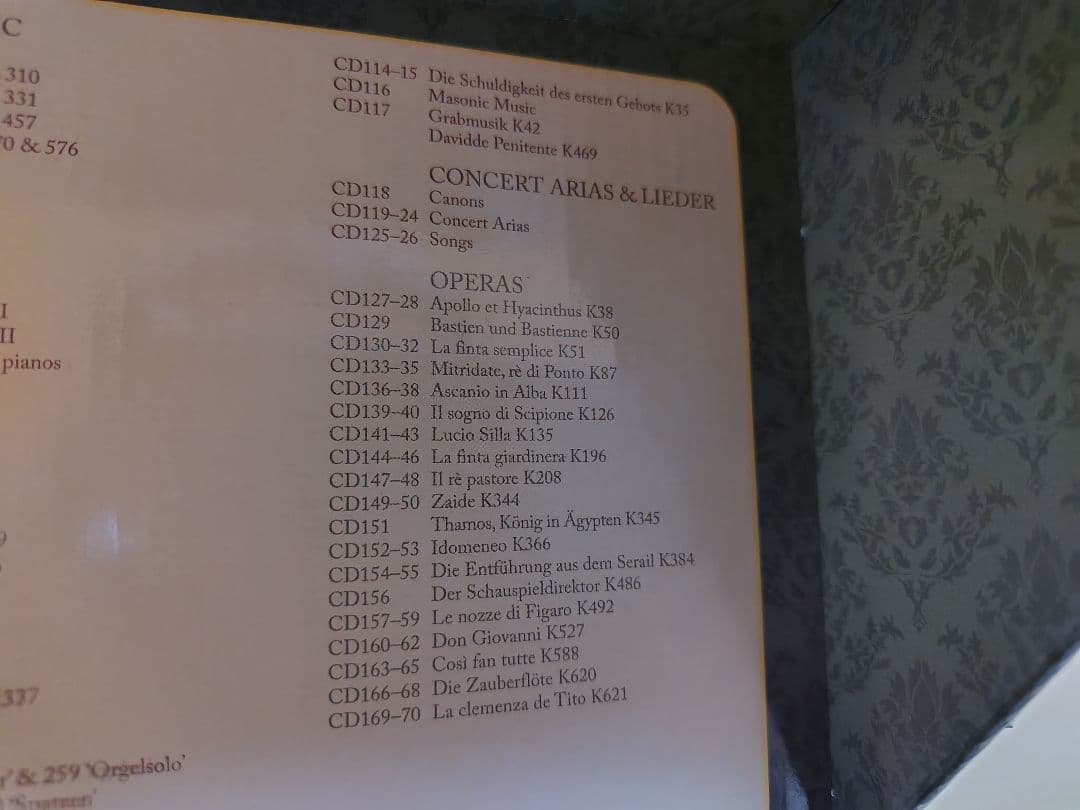 C
310
331
457
70 & 576
I
II
pianos
337
& 259 'Orgelsolo'
CD114–15 Die Schuldigkeit des ersten Gebots K35
CD116 Masonic Music
CD117 Grabmusik K42
Davidde Penitente K469
CONCERT ARIAS & LIEDER
CD118 Canons
CD119–24 Concert Arias
CD125–26 Songs
OPERAS
CD127–28 Apollo et Hyacinthus K38
CD129 Bastien und Bastienne K50
CD130–32 La finta semplice K51
CD133–35 Mitridate, rè di Ponto K87
CD136–38 Ascanio in Alba K111
CD139–40 Il sogno di Scipione K126
CD141–43 Lucio Silla K135
CD144–46 La finta giardinera K196
CD147–48 Il rè pastore K208
CD149–50 Zaide K344
CD151 Thamos, König in Ägypten K345
CD152–53 Idomeneo K366
CD154–55 Die Entführung aus dem Serail K384
CD156 Der Schauspieldirektor K486
CD157–59 Le nozze di Figaro K492
CD160–62 Don Giovanni K527
CD163–65 Così fan tutte K588
CD166–68 Die Zauberflöte K620
CD169–70 La clemenza de Tito K621